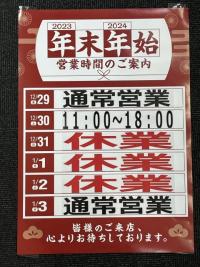 2023 2024
年末年始
営業時間のご案内
12/29 通常営業
12/30 11:00～18:00
12/31 休業
1/1 休業
1/2 休業
1/3 通常営業
皆様のご来店、
心よりお待ちしております。